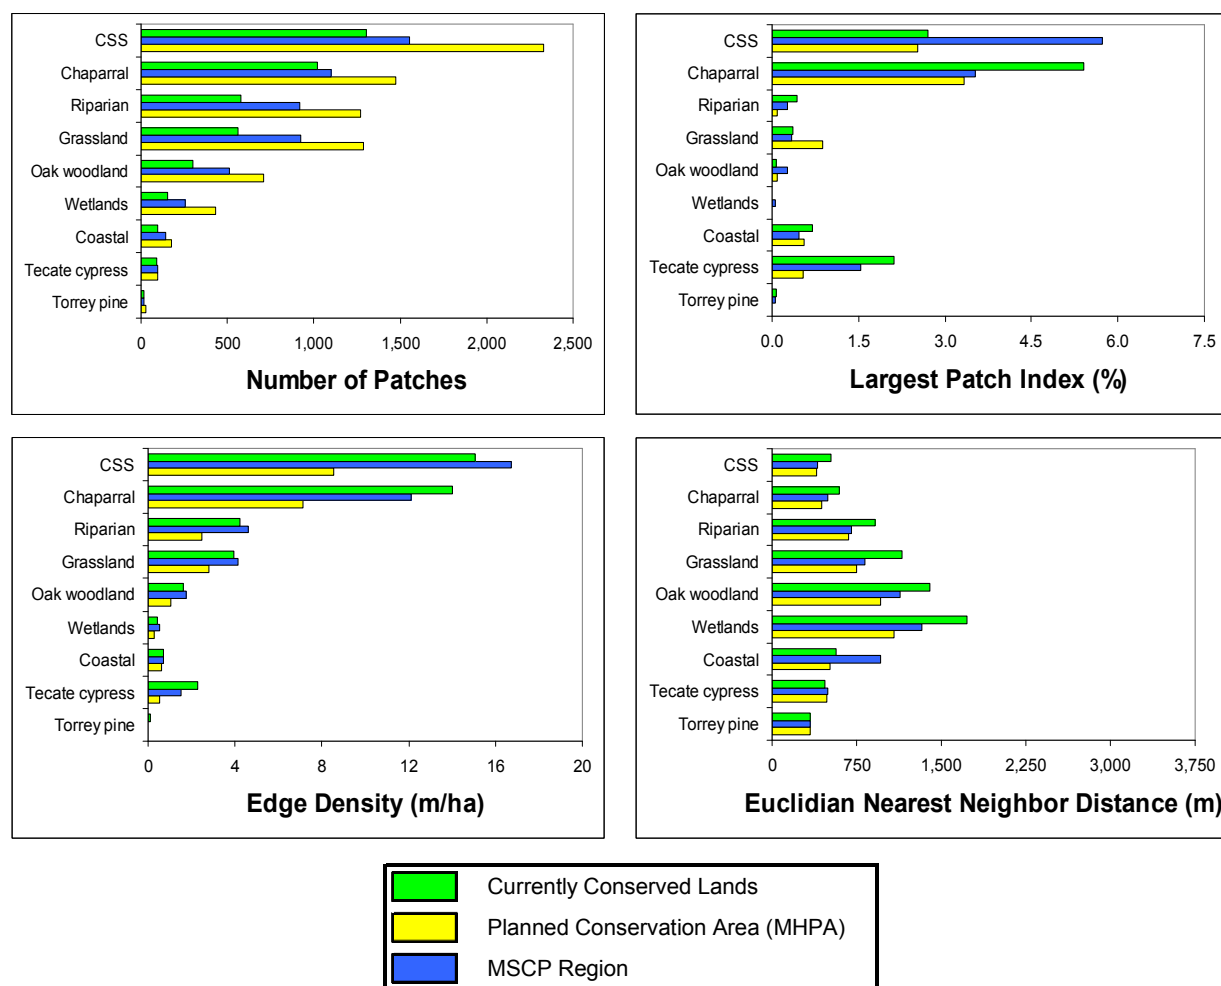 CSS
Chaparral
Riparian
Grassland
Oak woodland
Wetlands
Coastal
Tecate cypress
Torrey pine
0 500 1,000 1,500 2,000 2,500
Number of Patches
CSS
Chaparral
Riparian
Grassland
Oak woodland
Wetlands
Coastal
Tecate cypress
Torrey pine
0.0 1.5 3.0 4.5 6.0 7.5
Largest Patch Index (%)
CSS
Chaparral
Riparian
Grassland
Oak woodland
Wetlands
Coastal
Tecate cypress
Torrey pine
0 4 8 12 16 20
Edge Density (m/ha)
CSS
Chaparral
Riparian
Grassland
Oak woodland
Wetlands
Coastal
Tecate cypress
Torrey pine
0 750 1,500 2,250 3,000 3,750
Euclidian Nearest Neighbor Distance (m)
Currently Conserved Lands
Planned Conservation Area (MHPA)
MSCP Region